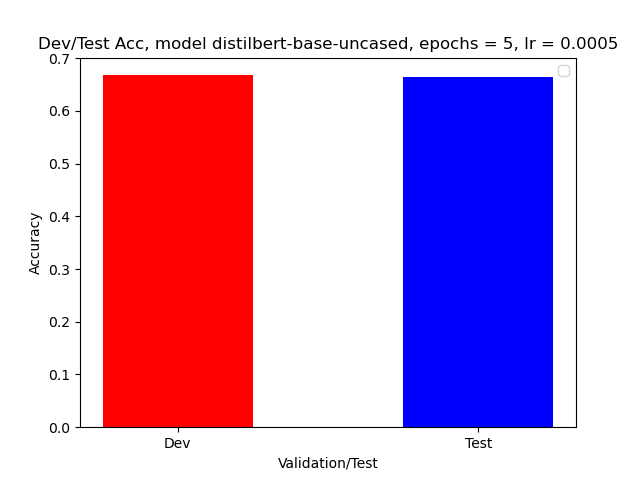 Dev/Test Acc, model distilbert-base-uncased, epochs = 5, lr = 0.0005
0.7
0.6
0.5
0.4
0.3
0.2
0.1
0.0
Accuracy
Dev Test
Validation/Test